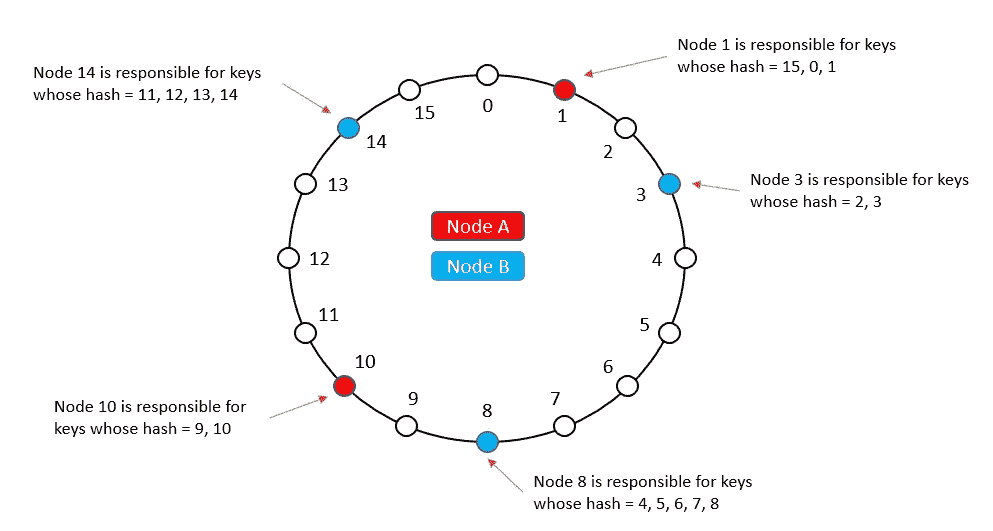 Node 1 is responsible for keys
whose hash = 15, 0, 1
Node 14 is responsible for keys
whose hash = 11, 12, 13, 14
0
15
1
14
2
13
3
Node 3 is responsible for keys
whose hash = 2, 3
Node A
Node B
12
4
11
5
10
6
9
8
7
Node 10 is responsible for
keys whose hash = 9, 10
Node 8 is responsible for keys
whose hash = 4, 5, 6, 7, 8